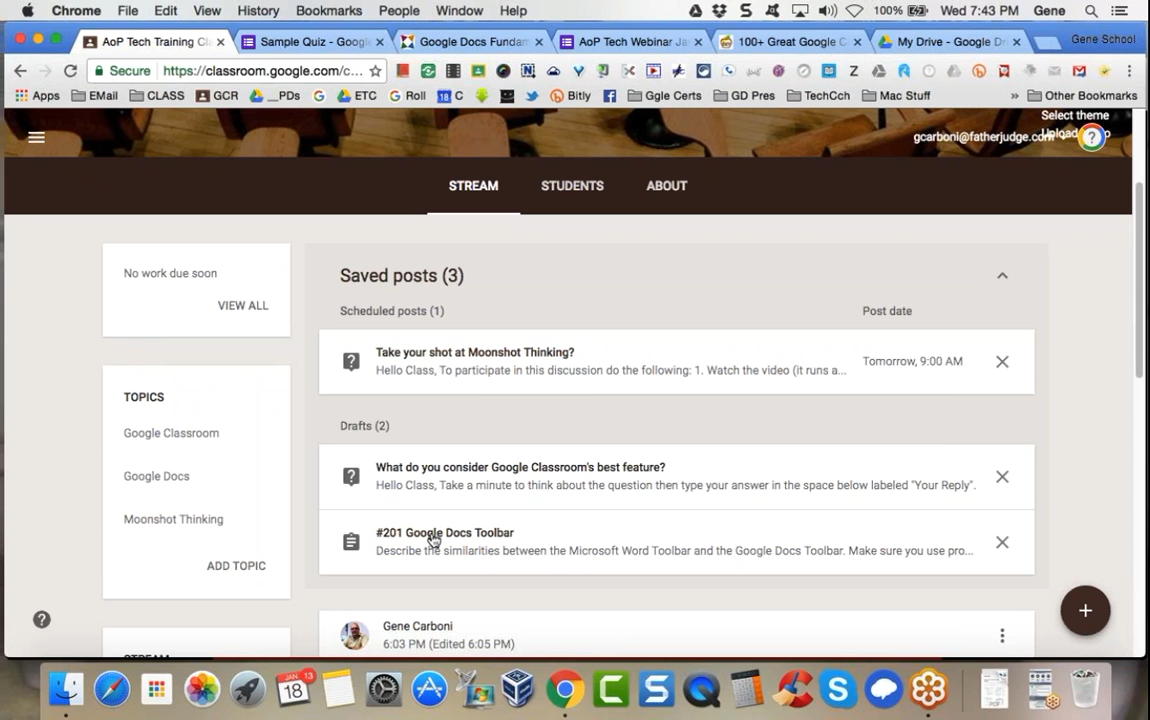 Chrome File Edit View History Bookmarks People Window Help 100% Wed 7:43 PM Gene
AoP Tech Training Cl Sample Quiz - Google Google Docs Fundam AoP Tech Webinar Ja 100+ Great Google C My Drive - Google Dr Gene School
Secure https://classroom.google.com/c...
Apps EMail CLASS GCR __PDs ETC Roll 18 C Bitly Ggle Certs GD Pres TechCch Mac Stuff » Other Bookmarks
Select theme
gcarboni@fatherjudge.com
STREAM STUDENTS ABOUT
No work due soon
VIEW ALL
TOPICS
Google Classroom
Google Docs
Moonshot Thinking
ADD TOPIC
Saved posts (3)
Scheduled posts (1) Post date
Take your shot at Moonshot Thinking?
Hello Class, To participate in this discussion do the following: 1. Watch the video (it runs a...
Tomorrow, 9:00 AM
Drafts (2)
What do you consider Google Classroom's best feature?
Hello Class, Take a minute to think about the question then type your answer in the space below labeled "Your Reply".
#201 Google Docs Toolbar
Describe the similarities between the Microsoft Word Toolbar and the Google Docs Toolbar. Make sure you use pro...
Gene Carboni
6:03 PM (Edited 6:05 PM)
JAN 13
18